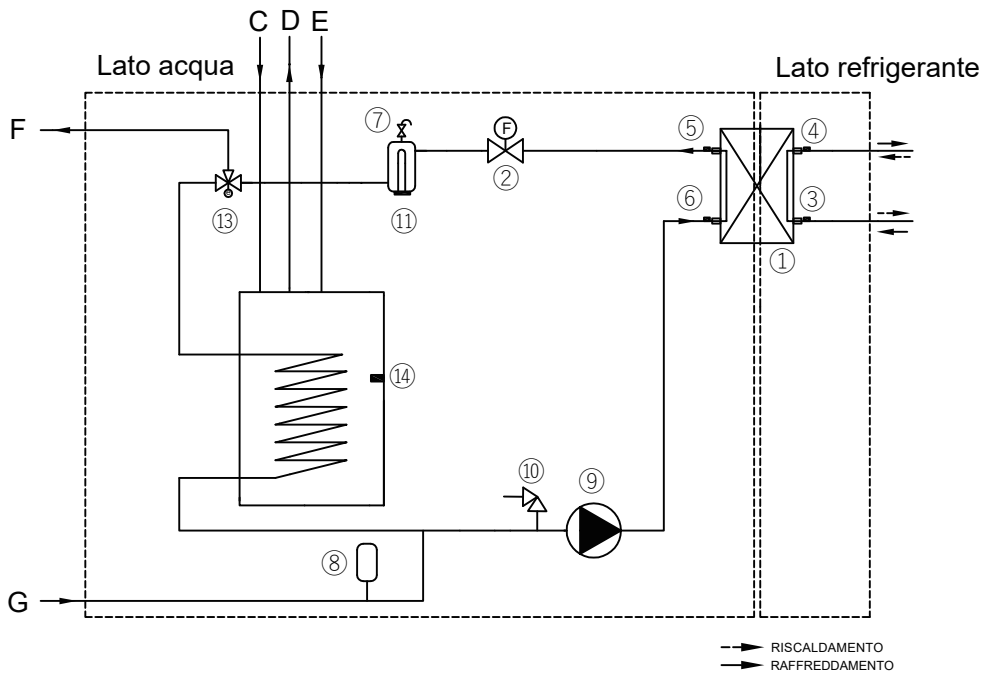 C D E
Lato acqua
Lato refrigerante
F
⑦
F
⑤
④
②
⑥
③
⑬
⑪
①
⑭
⑩
⑨
⑧
G
RISCALDAMENTO
RAFFREDDAMENTO